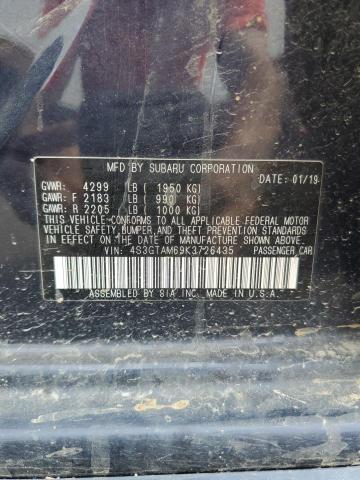 MFD BY SUBARU CORPORATION
GVWR: 4299 LB ( 1950 KG) DATE: 01/19
GAWR: F 2183 LB ( 990 KG)
GAWR: R 2205 LB ( 1000 KG)
THIS VEHICLE CONFORMS TO ALL APPLICABLE FEDERAL MOTOR
VEHICLE SAFETY, BUMPER, AND THEFT PREVENTION STANDARDS
IN EFFECT ON THE DATE OF MANUFACTURE SHOWN ABOVE.
VIN: 4S3GTAM69K3726435 PASSENGER CAR
ASSEMBLED BY SIA INC. MADE IN U.S.A.